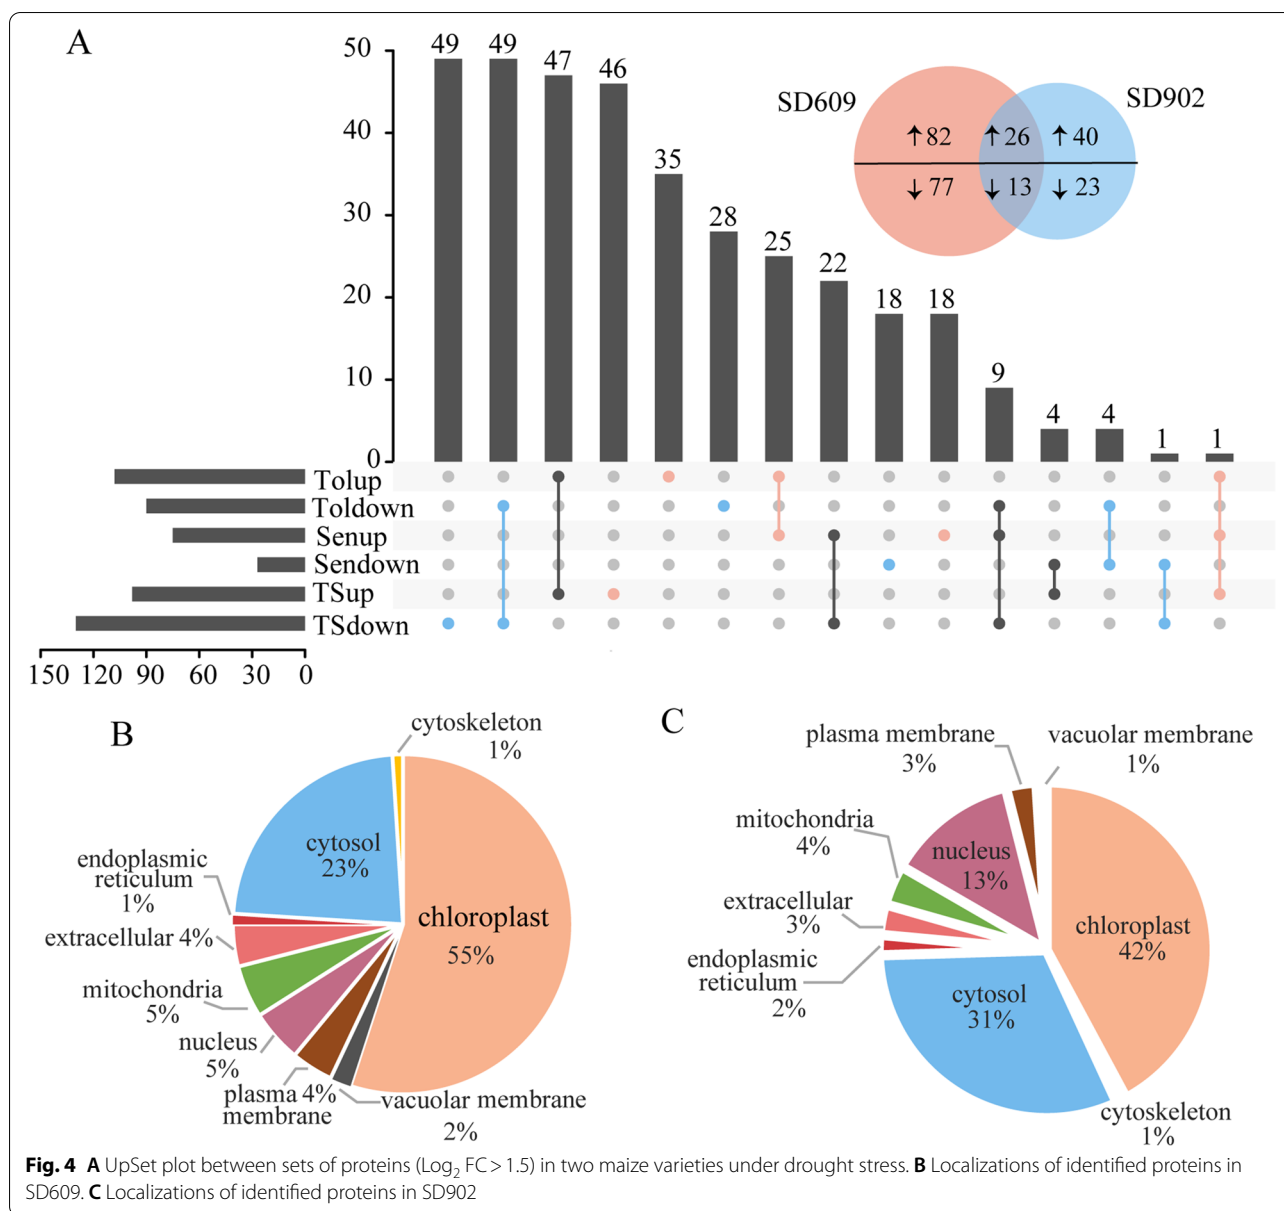 A
50
40
30
20
10
0
49
49
47
46
35
28
25
22
18
18
9
4
4
1
1
SD609
SD902
↑82
↑26
↑40
↓77
↓13
↓23
Tolup
Toldown
Senup
Sendown
TSup
TSdown
150 120 90 60 30 0
B
cytoskeleton
1%
cytosol
23%
endoplasmic
reticulum
1%
extracellular 4%
mitochondria
5%
nucleus
5%
plasma 4%
membrane
vacuolar membrane
2%
chloroplast
55%
C
plasma membrane
3%
vacuolar membrane
1%
mitochondria
4%
nucleus
13%
extracellular
3%
endoplasmic
reticulum
2%
chloroplast
42%
cytosol
31%
cytoskeleton
1%
Fig. 4 A UpSet plot between sets of proteins (Log₂ FC > 1.5) in two maize varieties under drought stress. B Localizations of identified proteins in
SD609. C Localizations of identified proteins in SD902